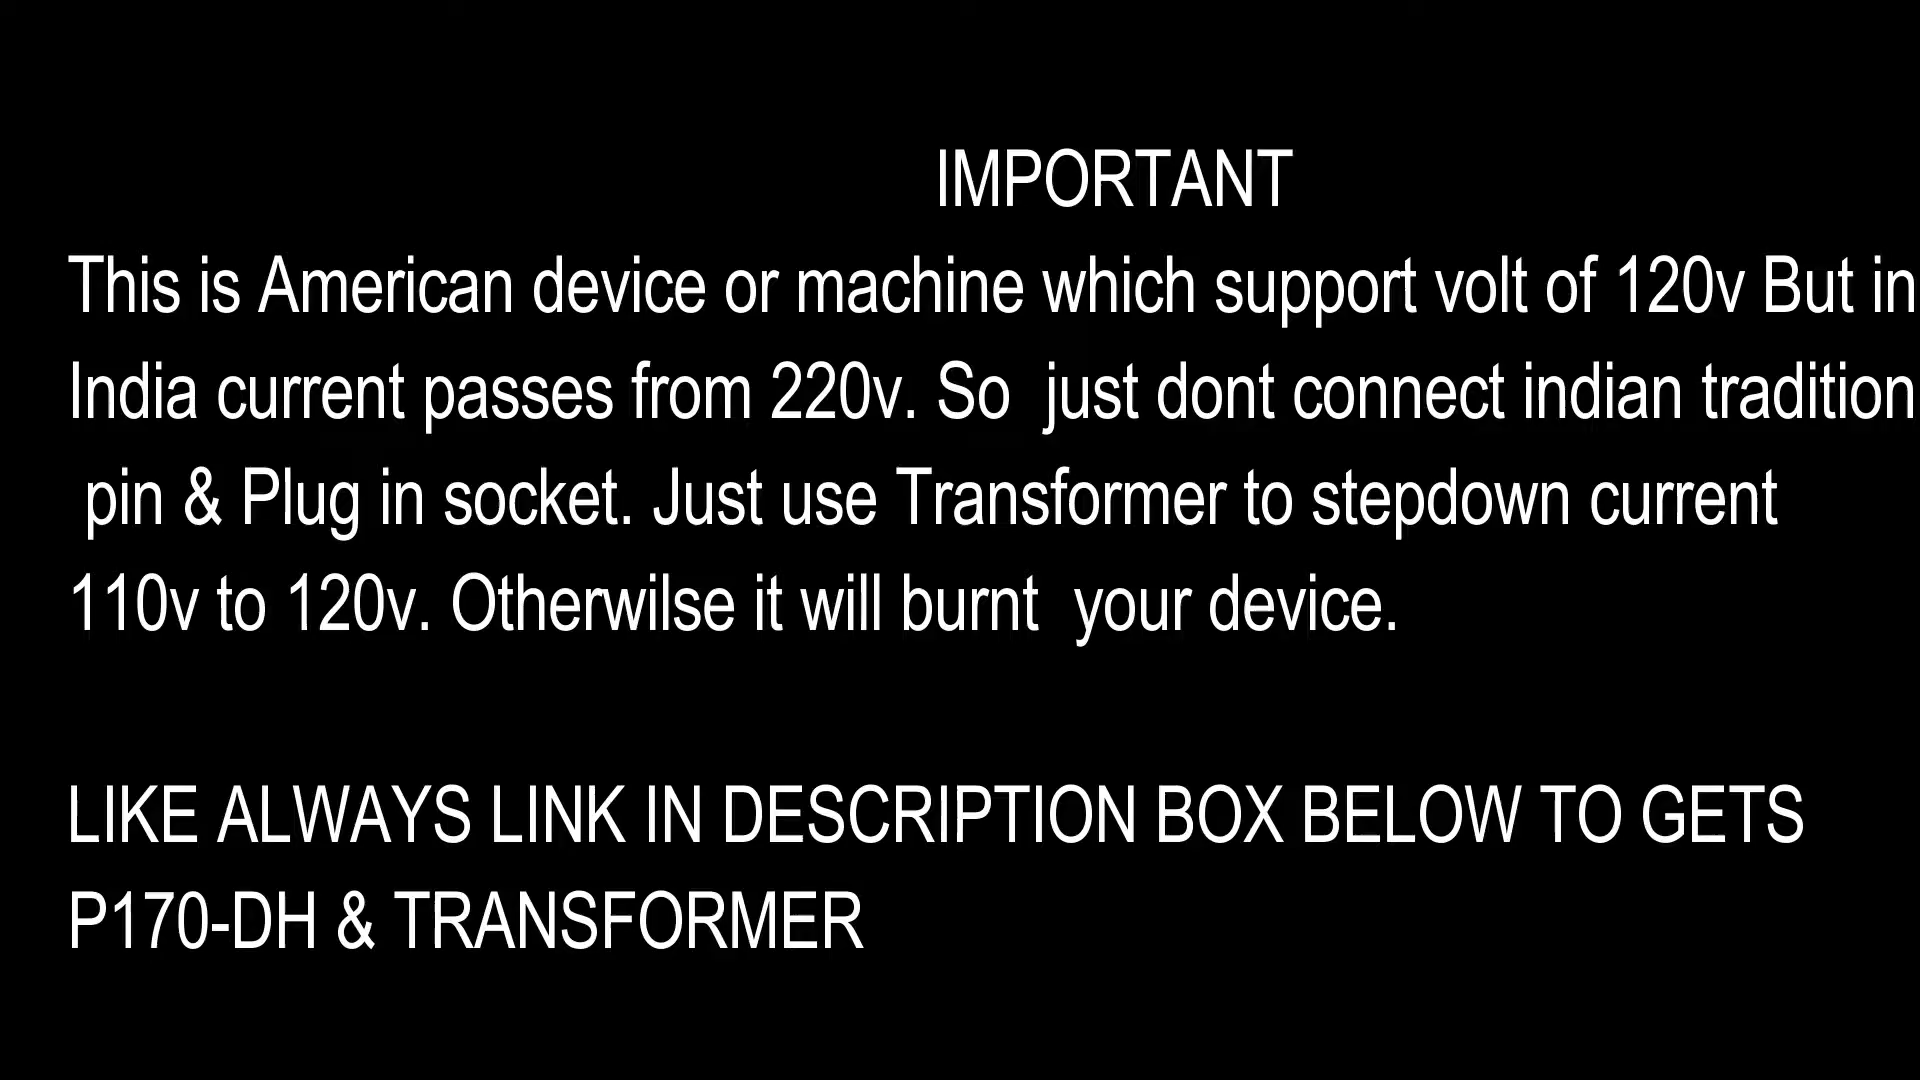 IMPORTANT
This is American device or machine which support volt of 120v But in
India current passes from 220v. So  just dont connect indian tradition
pin & Plug in socket. Just use Transformer to stepdown current
110v to 120v. Otherwilse it will burnt  your device.
LIKE ALWAYS LINK IN DESCRIPTION BOX BELOW TO GETS
P170-DH & TRANSFORMER